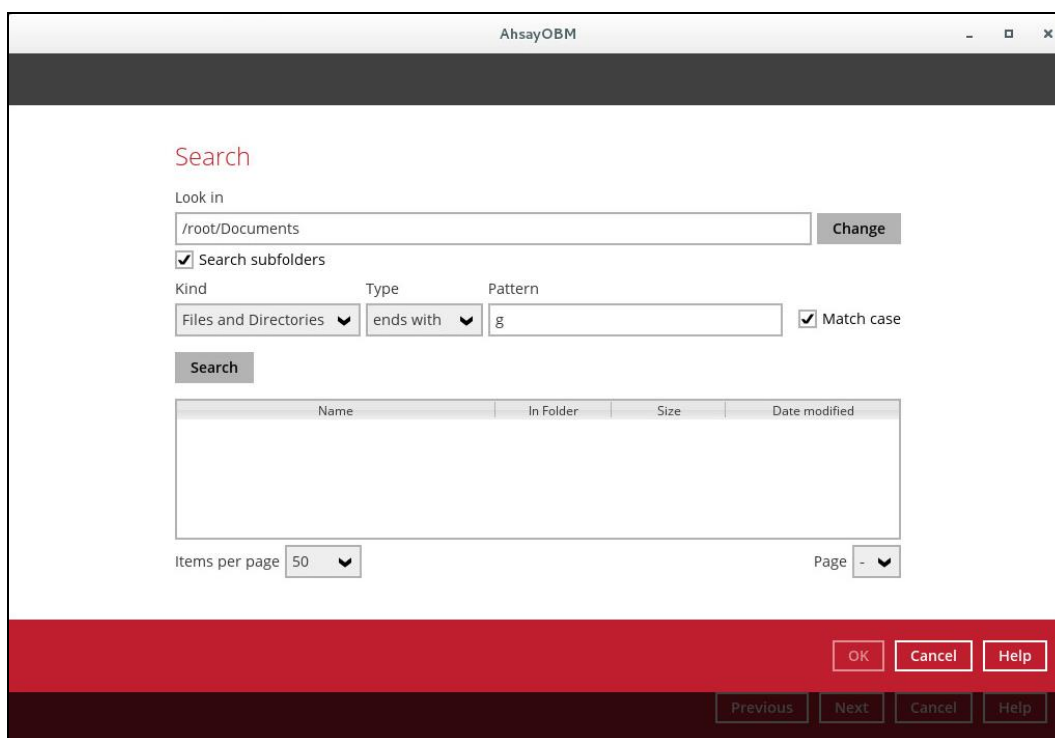 AhsayOBM
Search
Look in
/root/Documents Change
Search subfolders
Kind Type Pattern
Files and Directories ends with g Match case
Search
Name In Folder Size Date modified
Items per page 50 Page -
OK Cancel Help
Previous Next Cancel Help